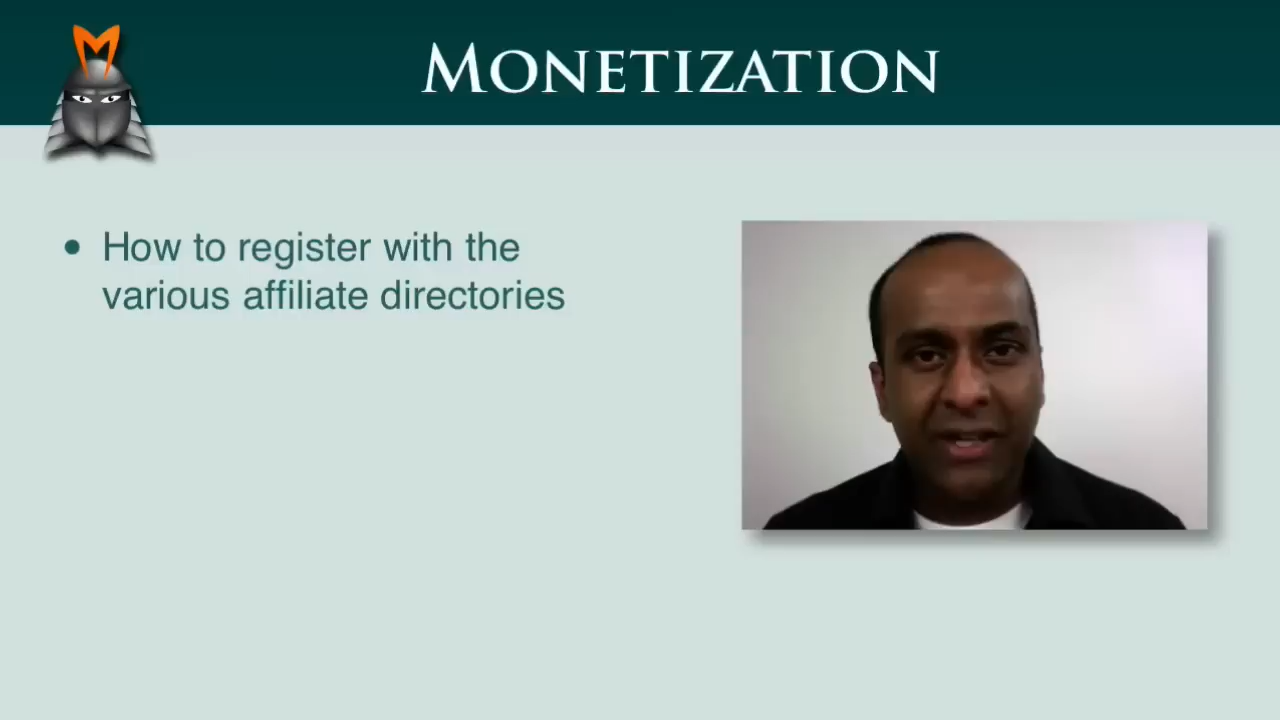 MONETIZATION
• How to register with the
various affiliate directories